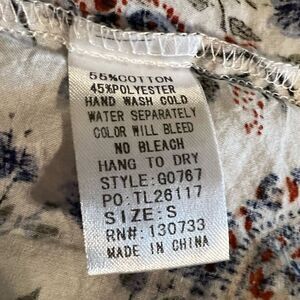 55%COTTON
45%POLYESTER
HAND WASH COLD
WATER SEPARATELY
COLOR WILL BLEED
NO BLEACH
HANG TO DRY
STYLE:G0767
PO:TL26117
SIZE:S
RN#:130733
MADE IN CHINA